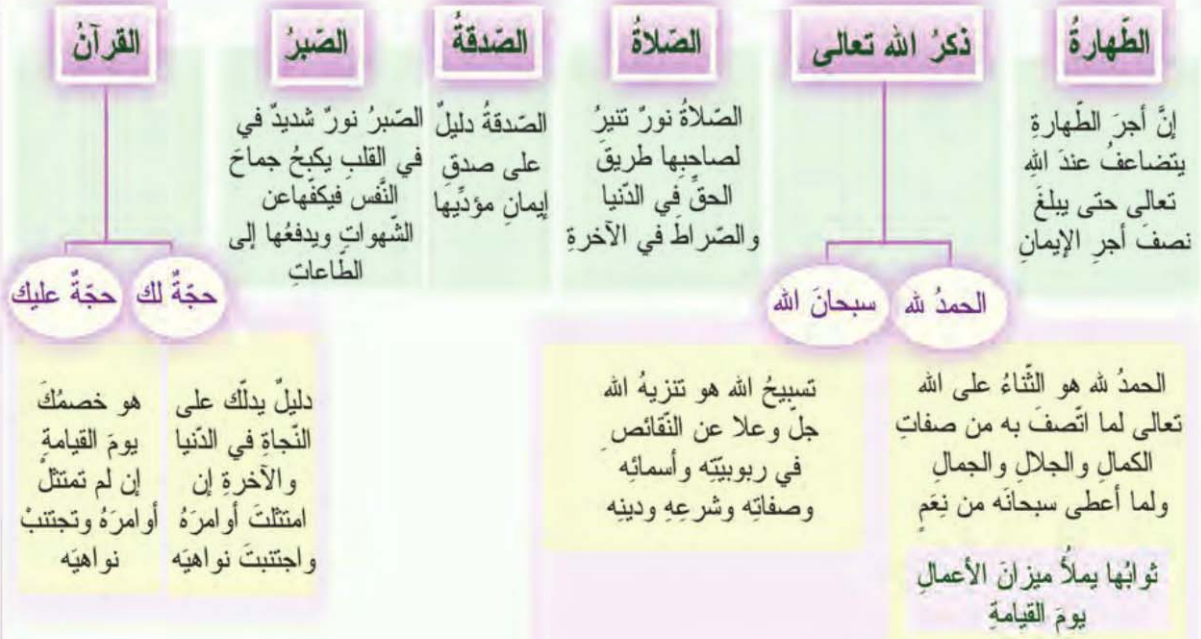 الطّهارةُ
إنَّ أجرَ الطّهارةِ
يتضاعفُ عندَ اللهِ
تعالى حتى يبلغَ
نصفَ أجرِ الإيمانِ
ذكرُ الله تعالى
الحمدُ لله
الحمدُ لله هو الثّناءُ على الله
تعالى لما اتّصفَ به من صفاتِ
الكمالِ والجلالِ والجمالِ
ولما أعطى سبحانَه من نِعَمٍ
ثوابُها يملأُ ميزانَ الأعمالِ
يومَ القيامةِ
سبحانَ الله
تسبيحُ الله هو تنزيهُ الله
جلّ وعلا عن النّقائصِ
في ربوبيّتِه وأسمائِه
وصفاتِه وشرعِهِ ودينِه
الصّلاةُ
الصّلاةُ نورٌ تنيرُ
لصاحبِها طريقَ
الحقِّ في الدّنيا
والصّراطَ في الآخرةِ
الصّدقةُ
الصّدقةُ دليلٌ
على صدقِ
إيمانِ مؤدِّيها
الصّبرُ
الصّبرُ نورٌ شديدٌ في
في القلبِ يكبحُ جماحَ
النَّفس فيكفّهاعن
الشّهواتِ ويدفعُها إلى
الطّاعاتِ
القرآنُ
حجّةٌ لك
دليلٌ يدلّك على
النّجاةِ في الدّنيا
والآخرةِ إن
امتثلتَ أوامرَهُ
واجتنبتَ نواهيَه
حجّةٌ عليك
هو خصمُكَ
يومَ القيامةِ
إن لم تمتثلْ
أوامرَهُ وتجتنبْ
نواهيَه